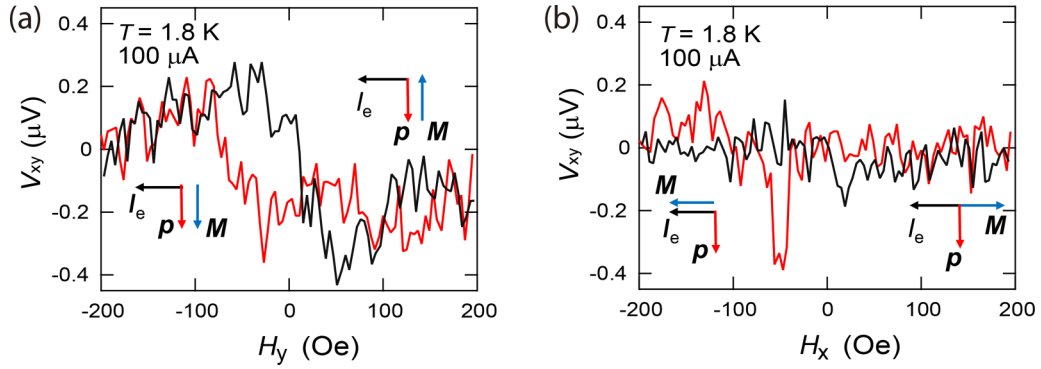 (a)
T = 1.8 K
100 μA
0.4
0.2
0
-0.2
-0.4
V_xy (μV)
I_e
p
M
I_e
p
M
-200
-100
0
100
200
H_y (Oe)
(b)
T = 1.8 K
100 μA
0.4
0.2
0
-0.2
-0.4
V_xy (μV)
M
I_e
p
I_e
M
p
-200
-100
0
100
200
H_x (Oe)